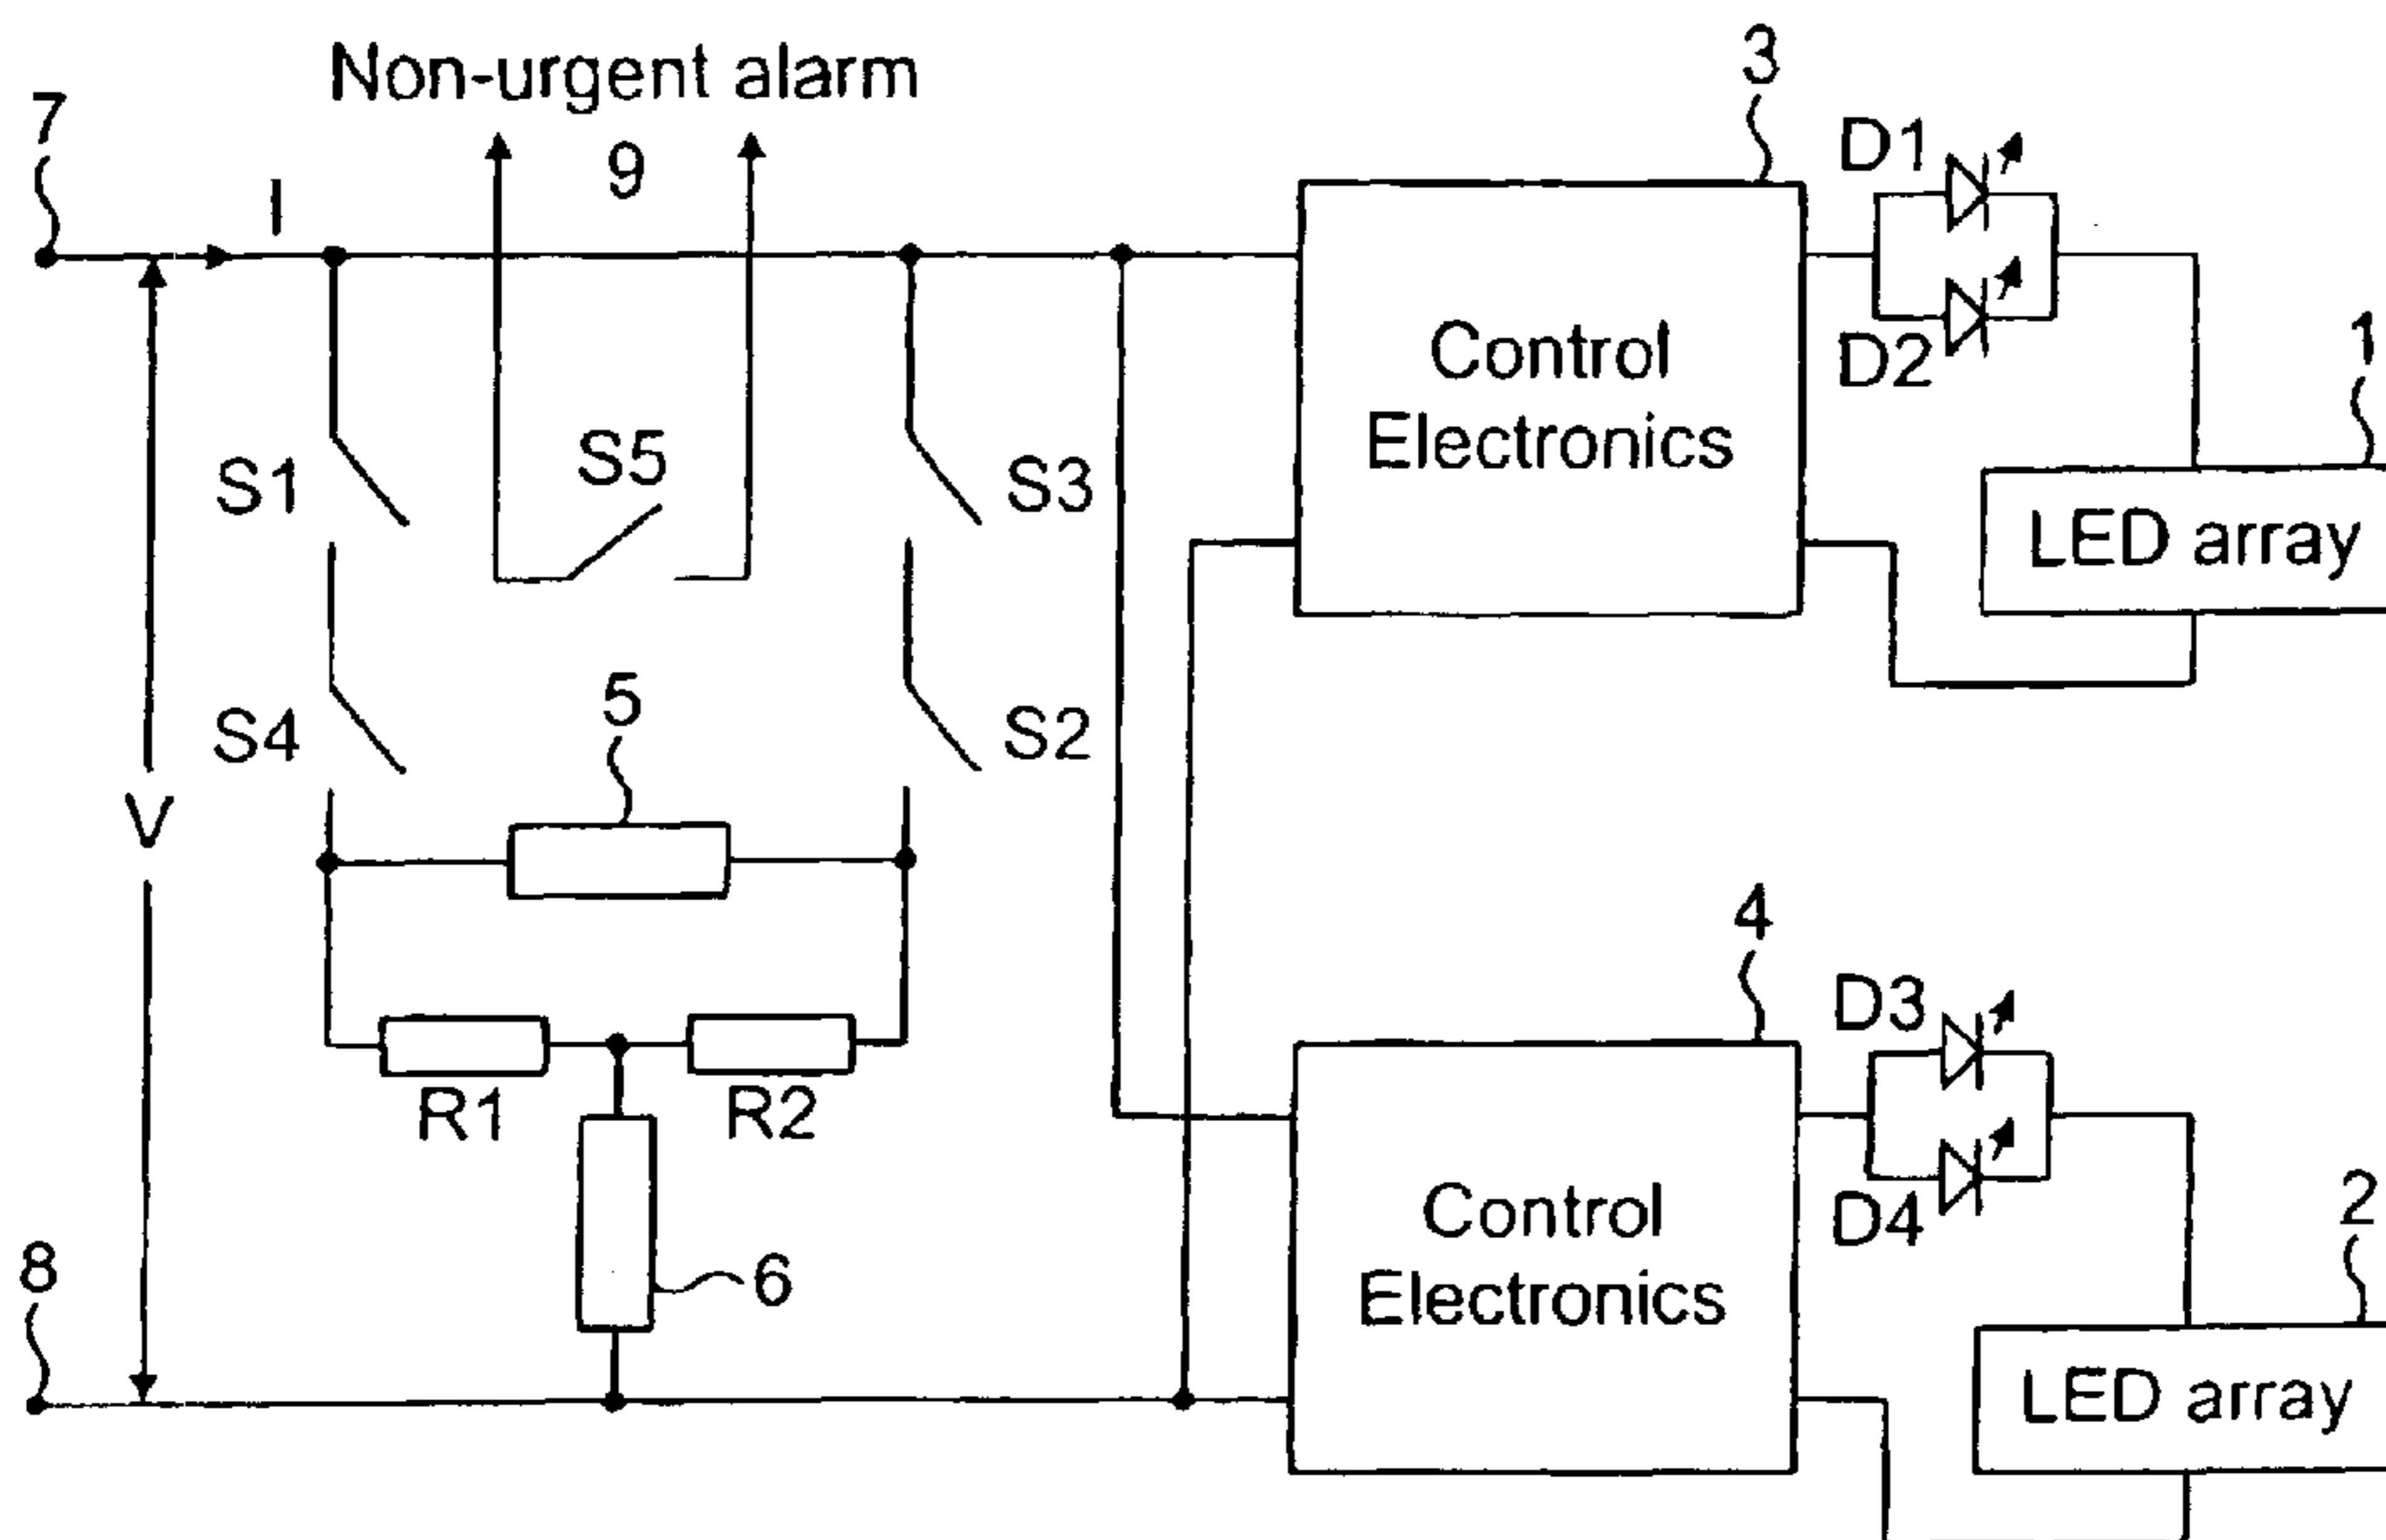 Non-urgent alarm
9
7
I
3
D1
D2
1
Control
Electronics
LED array
S1
S5
S3
S4
5
S2
V
4
D3
D4
2
R1
R2
6
8
Control
Electronics
LED array